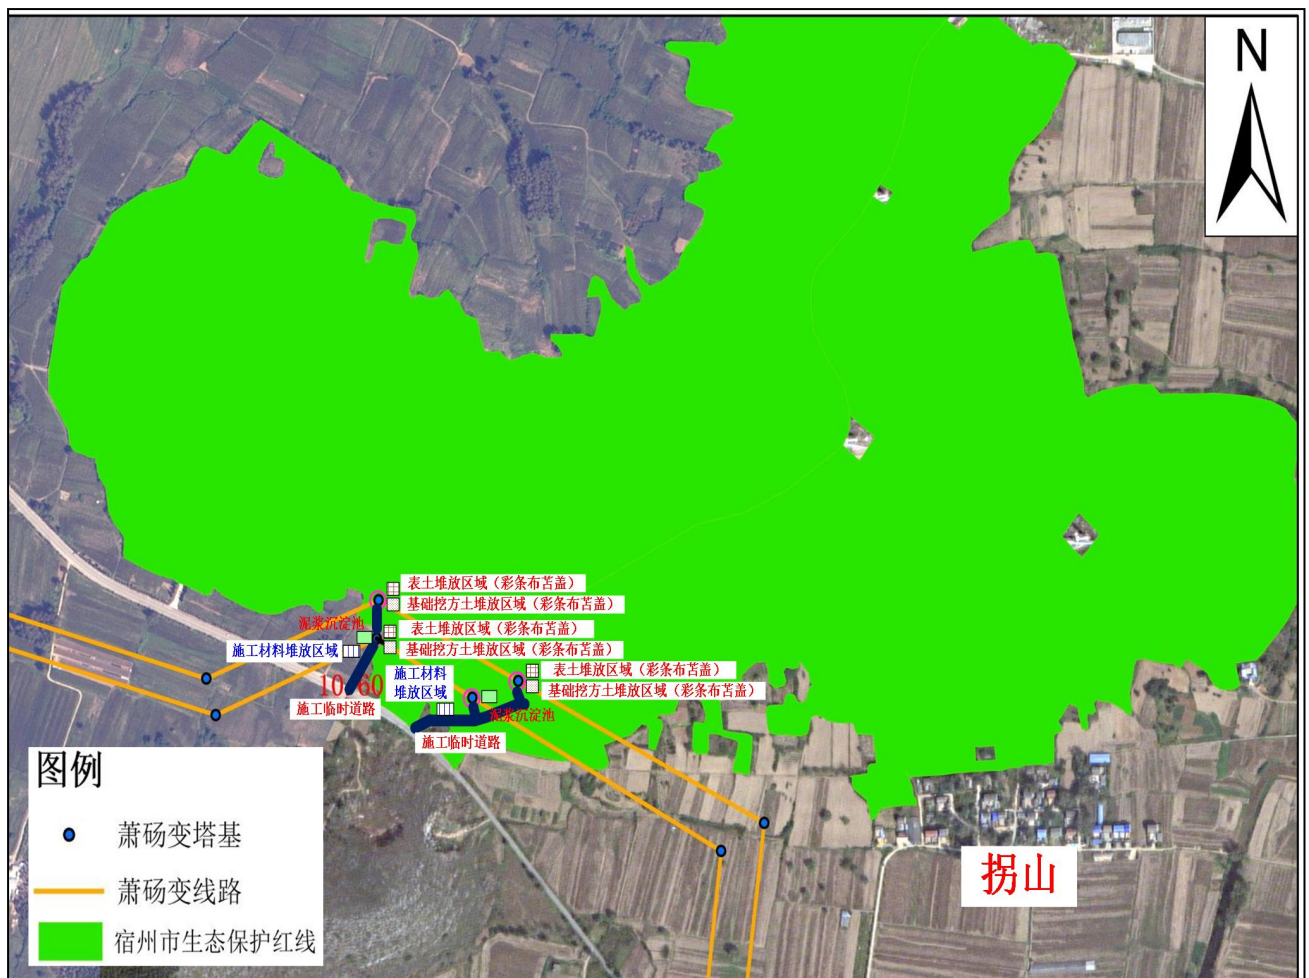 N
表土堆放区域（彩条布苫盖）
基础挖方土堆放区域（彩条布苫盖）
泥浆沉淀池
表土堆放区域（彩条布苫盖）
施工材料堆放区域
基础挖方土堆放区域（彩条布苫盖）
施工材料
堆放区域
表土堆放区域（彩条布苫盖）
基础挖方土堆放区域（彩条布苫盖）
施工临时道路
泥浆沉淀池
施工临时道路
拐山
图例
萧砀变塔基
萧砀变线路
宿州市生态保护红线